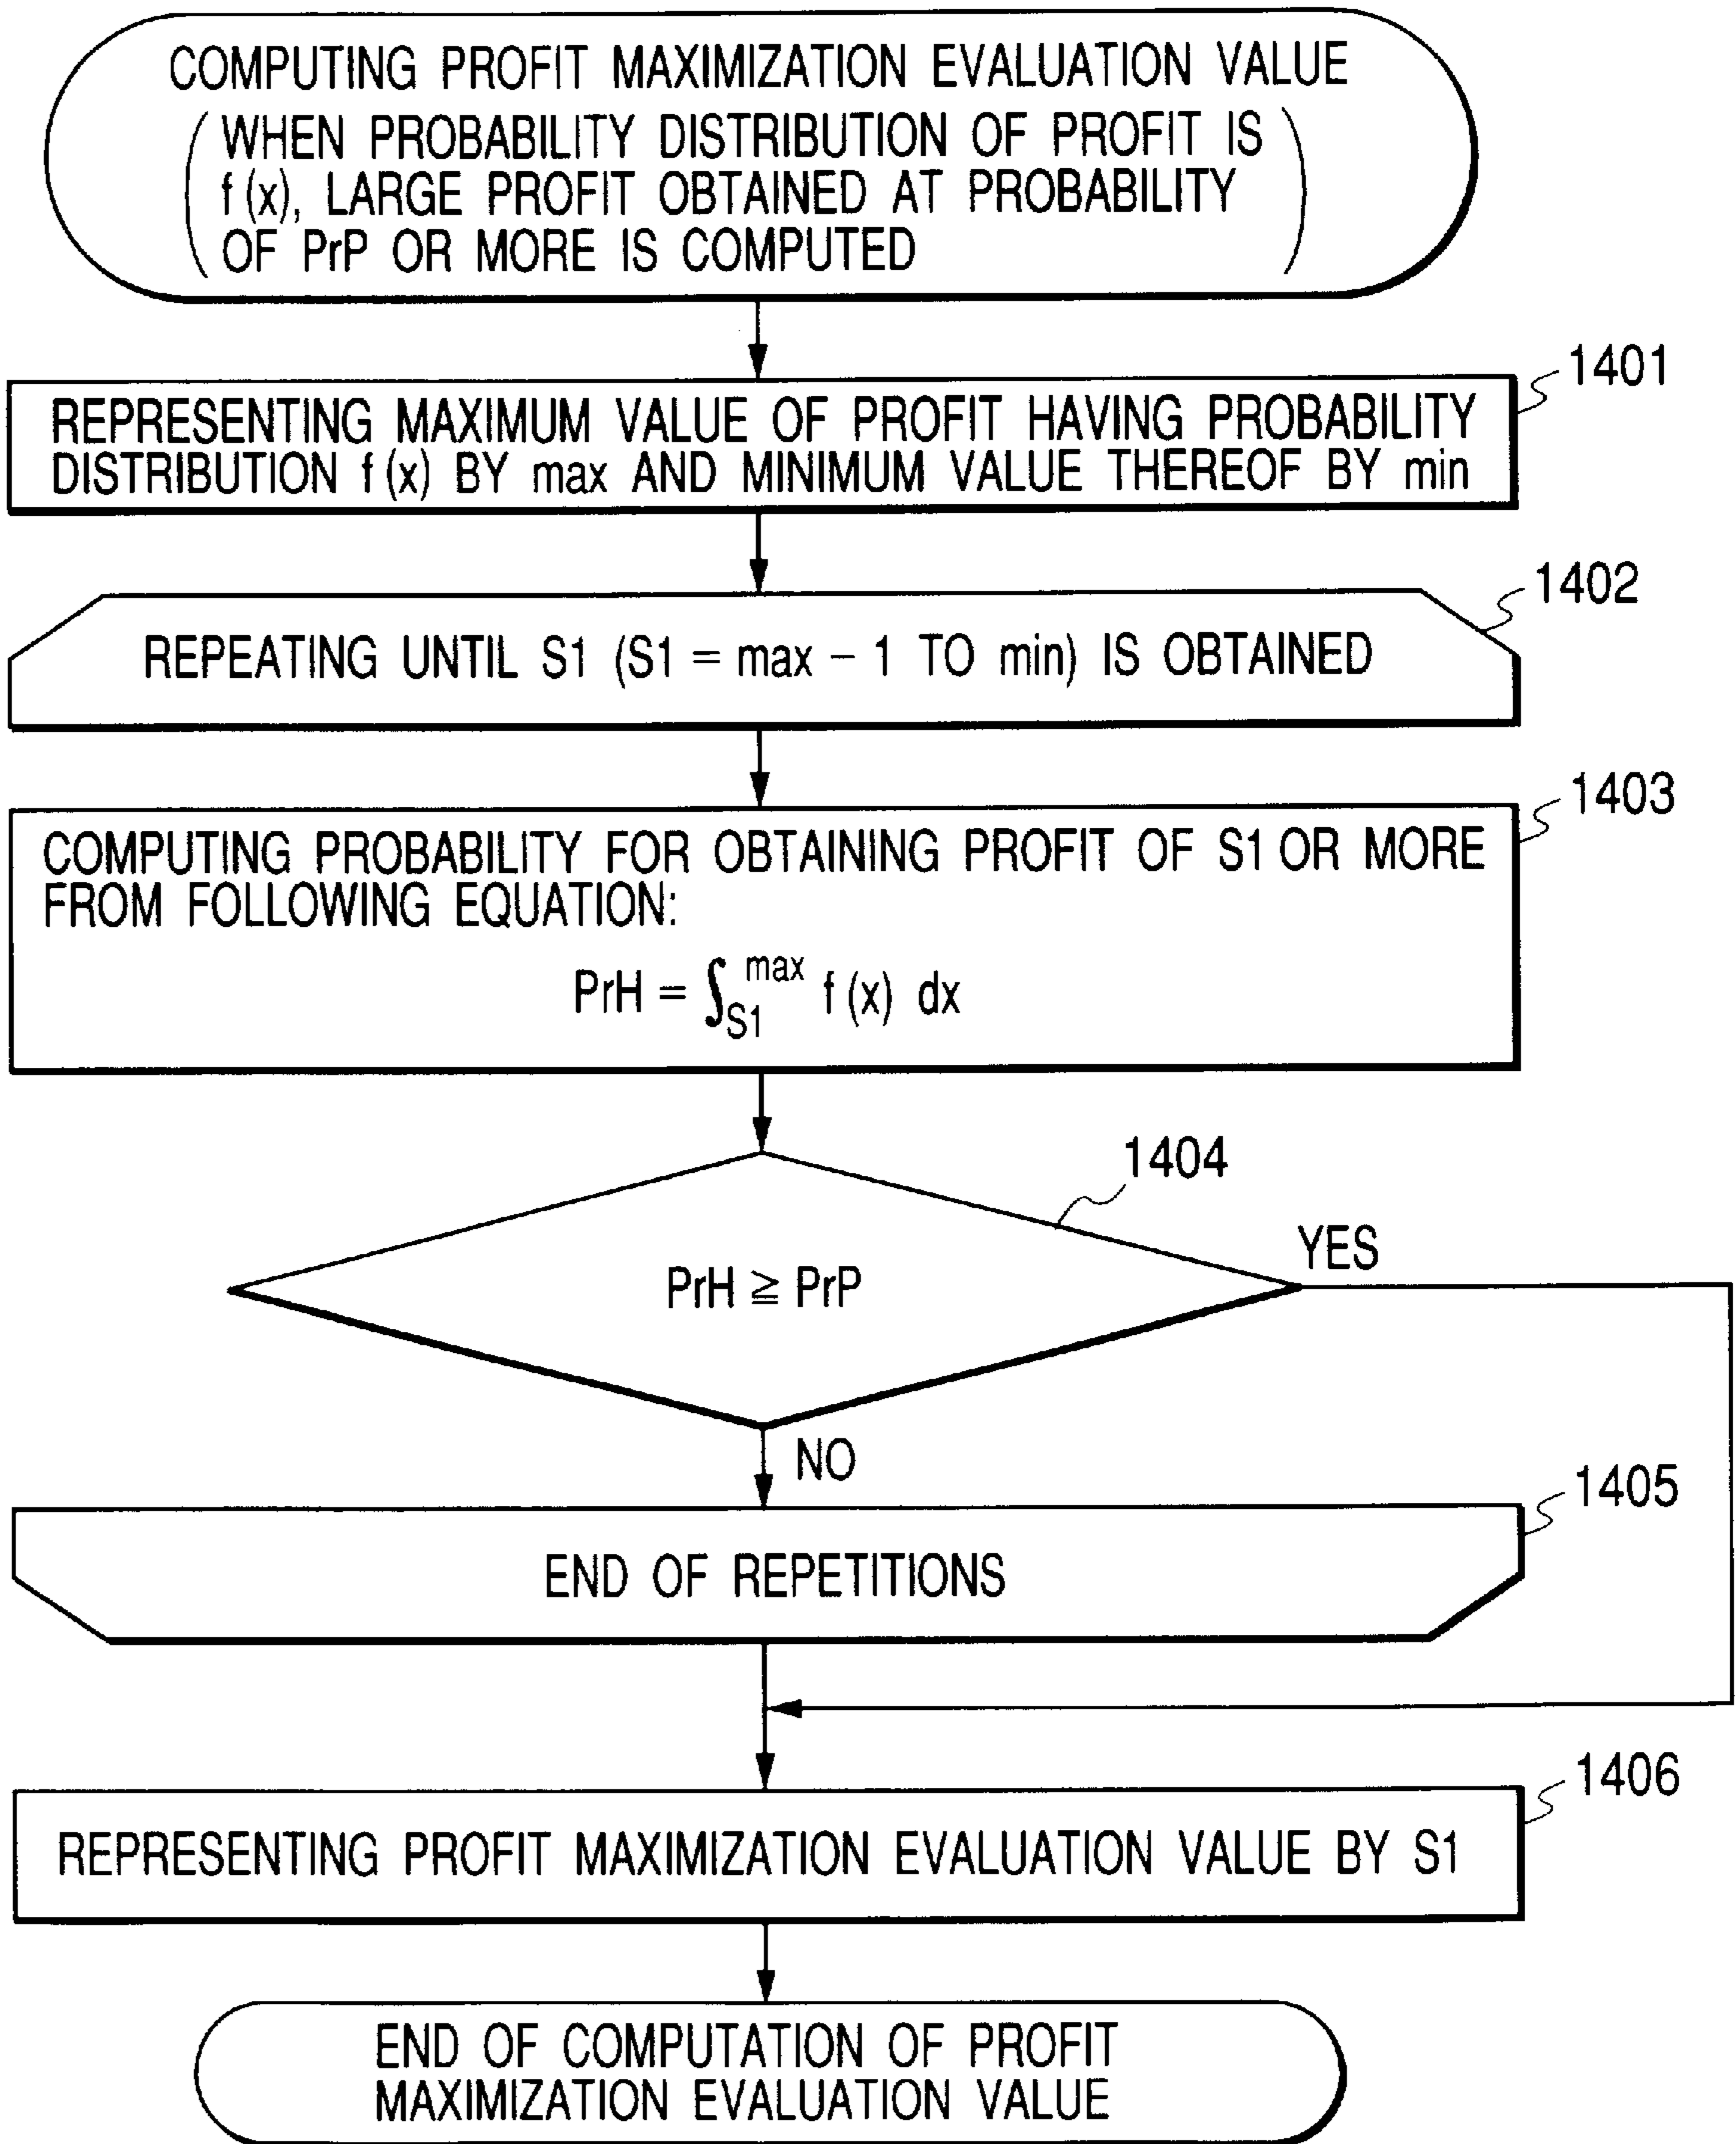 COMPUTING PROFIT MAXIMIZATION EVALUATION VALUE
( WHEN PROBABILITY DISTRIBUTION OF PROFIT IS
f (x), LARGE PROFIT OBTAINED AT PROBABILITY
OF PrP OR MORE IS COMPUTED )
1401
REPRESENTING MAXIMUM VALUE OF PROFIT HAVING PROBABILITY
DISTRIBUTION f (x) BY max AND MINIMUM VALUE THEREOF BY min
1402
REPEATING UNTIL S1 (S1 = max – 1 TO min) IS OBTAINED
1403
COMPUTING PROBABILITY FOR OBTAINING PROFIT OF S1 OR MORE
FROM FOLLOWING EQUATION:
PrH = ∫_S1^max f (x) dx
1404
PrH ≧ PrP
YES
NO
1405
END OF REPETITIONS
1406
REPRESENTING PROFIT MAXIMIZATION EVALUATION VALUE BY S1
END OF COMPUTATION OF PROFIT
MAXIMIZATION EVALUATION VALUE